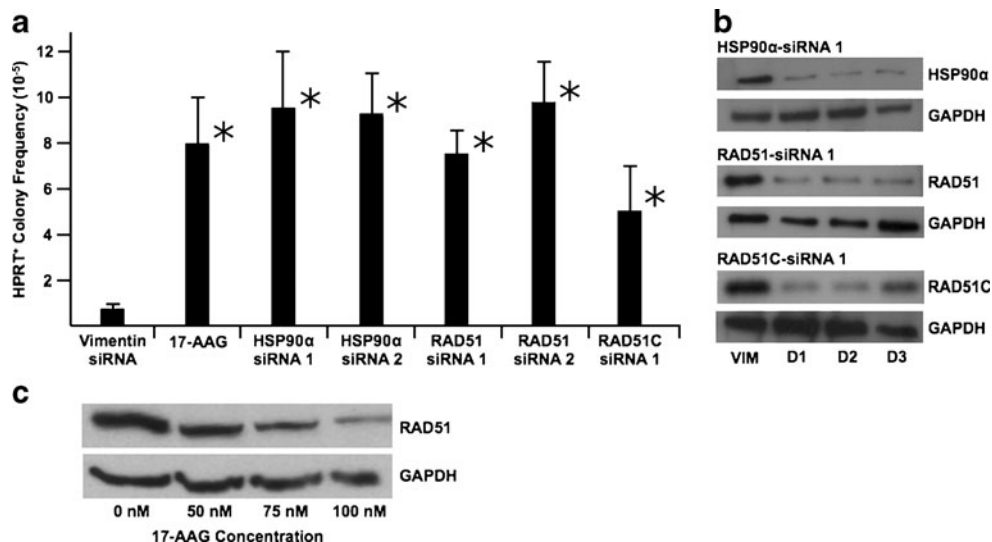 a
HPRT⁺ Colony Frequency (10⁻⁵)
12
10
8
6
4
2
* * * * * *
Vimentin siRNA
17-AAG
HSP90α siRNA 1
HSP90α siRNA 2
RAD51 siRNA 1
RAD51 siRNA 2
RAD51C siRNA 1
b
HSP90α-siRNA 1
HSP90α
GAPDH
RAD51-siRNA 1
RAD51
GAPDH
RAD51C-siRNA 1
RAD51C
GAPDH
VIM D1 D2 D3
c
RAD51
GAPDH
0 nM 50 nM 75 nM 100 nM
17-AAG Concentration